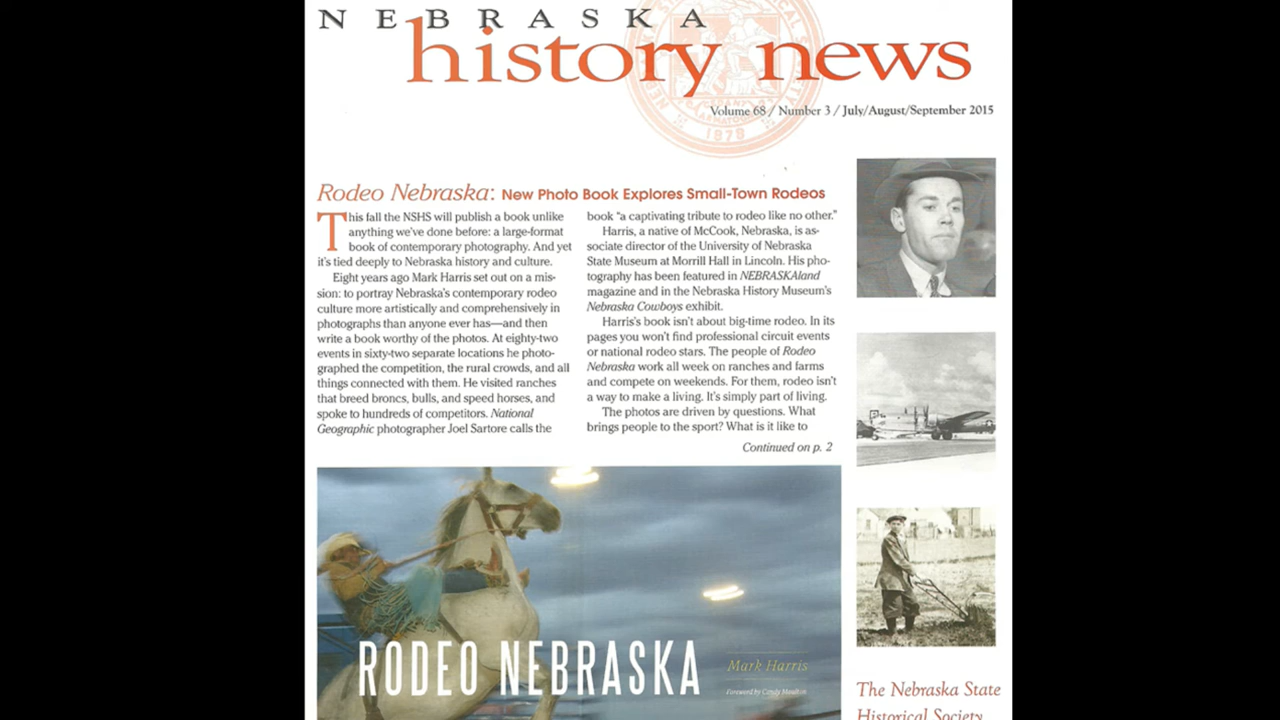 NEBRASKA
history news
Volume 68 / Number 3 / July/August/September 2015
1878
Rodeo Nebraska: New Photo Book Explores Small-Town Rodeos
This fall the NSHS will publish a book unlike
anything we've done before: a large-format
book of contemporary photography. And yet
it's tied deeply to Nebraska history and culture.
Eight years ago Mark Harris set out on a mis-
sion: to portray Nebraska's contemporary rodeo
culture more artistically and comprehensively in
photographs than anyone ever has—and then
write a book worthy of the photos. At eighty-two
events in sixty-two separate locations he photo-
graphed the competition, the rural crowds, and all
things connected with them. He visited ranches
that breed broncs, bulls, and speed horses, and
spoke to hundreds of competitors. National
Geographic photographer Joel Sartore calls the
book "a captivating tribute to rodeo like no other."
Harris, a native of McCook, Nebraska, is as-
sociate director of the University of Nebraska
State Museum at Morrill Hall in Lincoln. His pho-
tography has been featured in NEBRASKAland
magazine and in the Nebraska History Museum's
Nebraska Cowboys exhibit.
Harris's book isn't about big-time rodeo. In its
pages you won't find professional circuit events
or national rodeo stars. The people of Rodeo
Nebraska work all week on ranches and farms
and compete on weekends. For them, rodeo isn't
a way to make a living. It's simply part of living.
The photos are driven by questions. What
brings people to the sport? What is it like to
Continued on p. 2
RODEO NEBRASKA
Mark Harris
Foreword by Candy Moulton
The Nebraska State
Historical Society